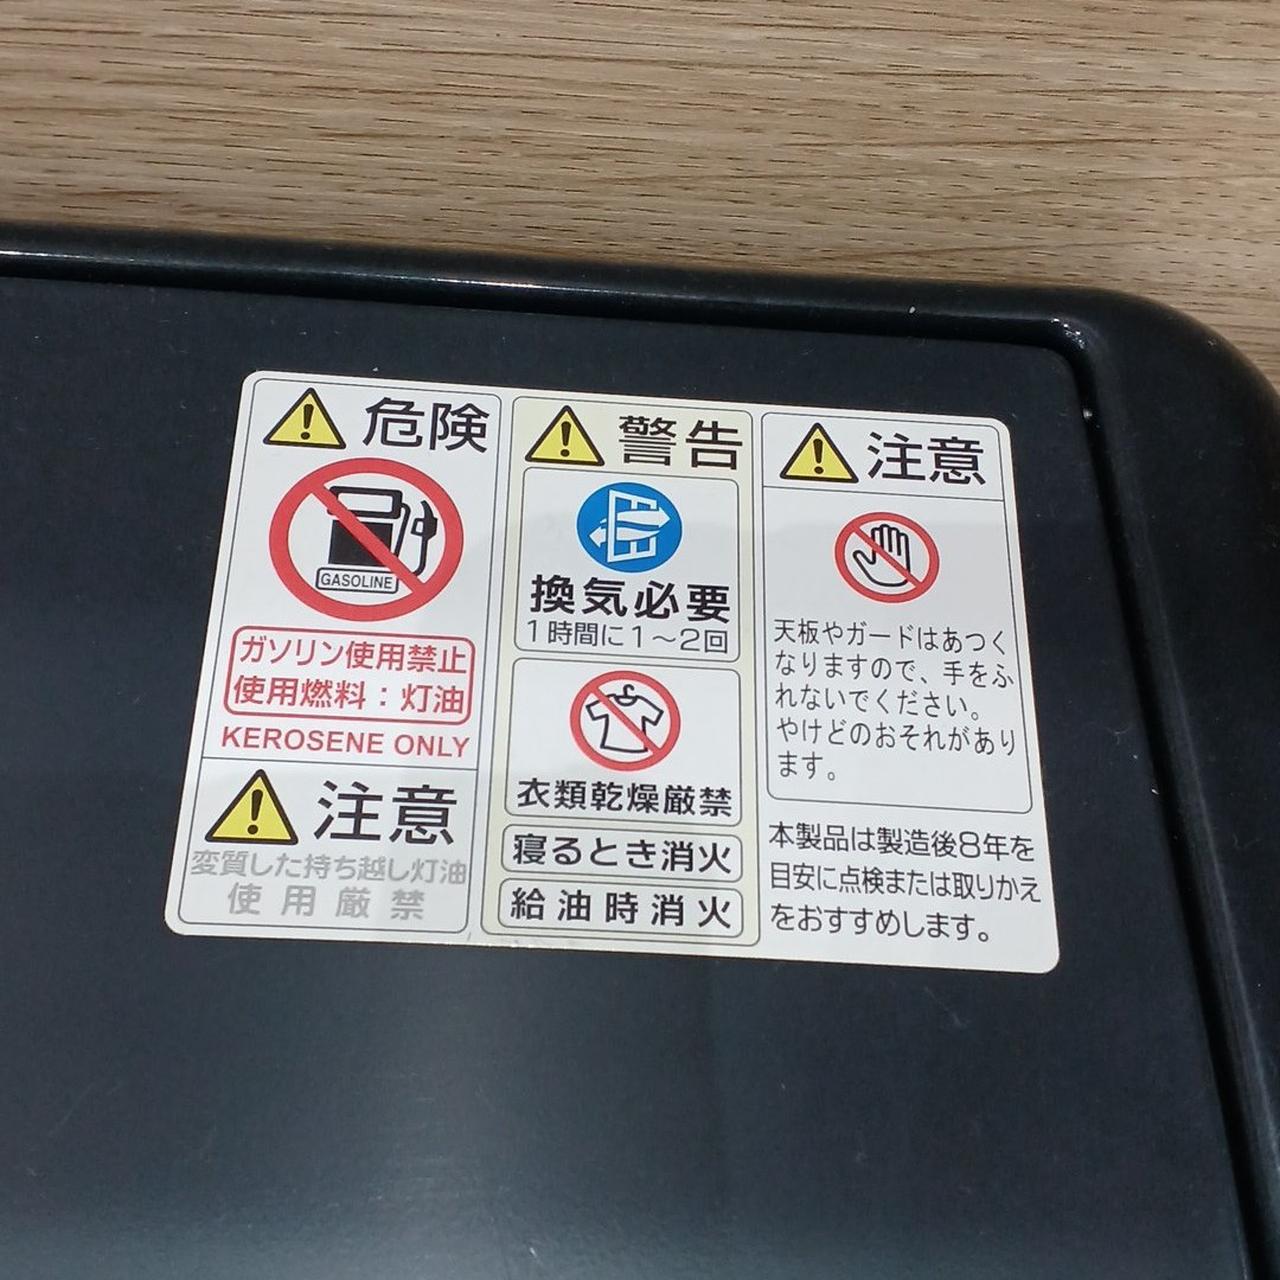 危険
GASOLINE
ガソリン使用禁止
使用燃料：灯油
KEROSENE ONLY
注意
変質した持ち越し灯油
使用厳禁
警告
換気必要
1時間に1～2回
衣類乾燥厳禁
寝るとき消火
給油時消火
注意
天板やガードはあつく
なりますので、手をふ
れないでください。
やけどのおそれがあり
ます。
本製品は製造後8年を
目安に点検または取りかえ
をおすすめします。